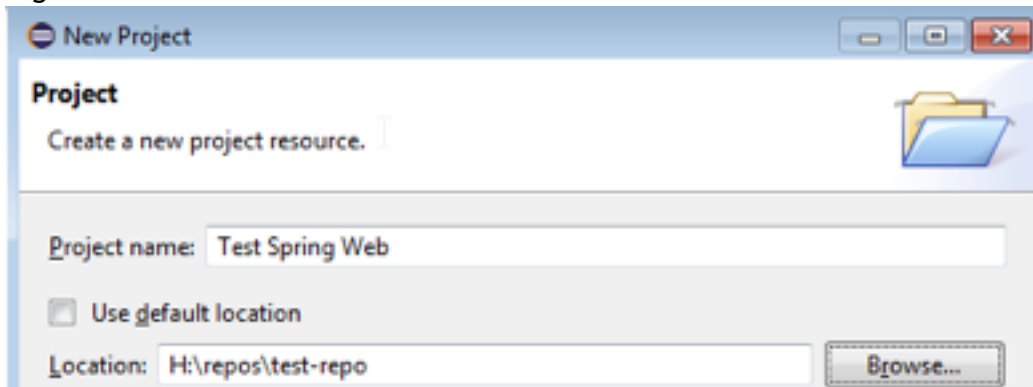 New Project
Project
Create a new project resource.
Project name: Test Spring Web
Use default location
Location: H:\repos\test-repo Browse...